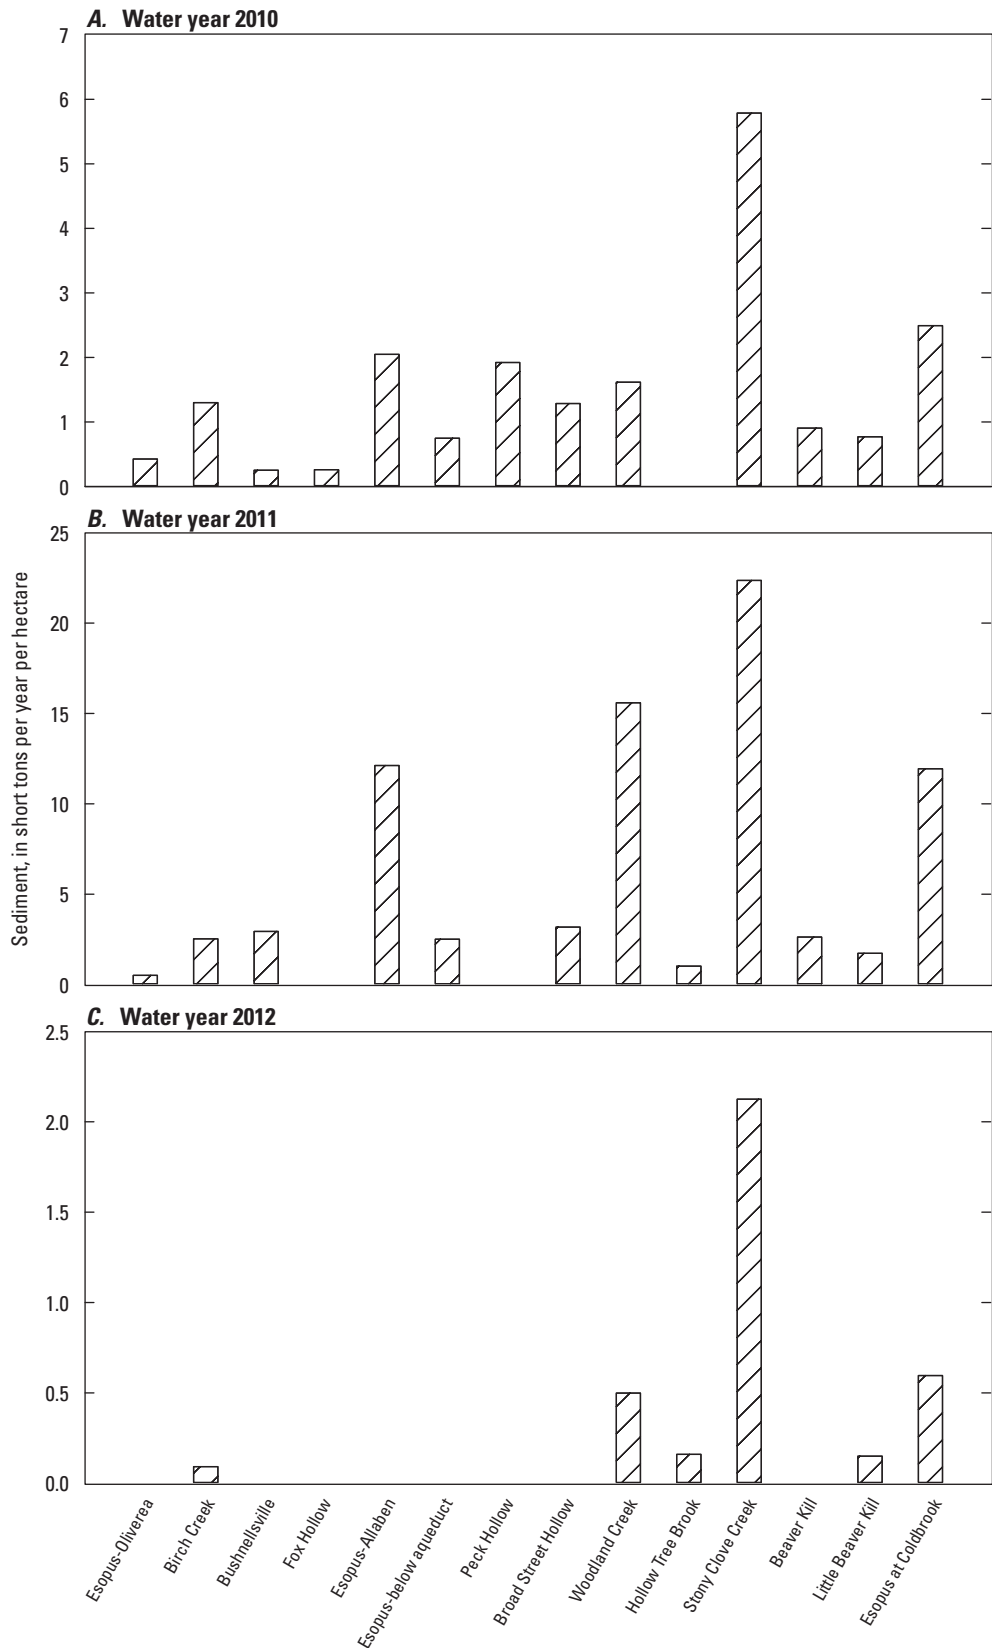 A. Water year 2010
7
6
5
4
3
2
1
0
B. Water year 2011
25
20
15
10
5
0
C. Water year 2012
2.5
2.0
1.5
1.0
0.5
0.0
Sediment, in short tons per year per hectare
Esopus-Oliverea
Birch Creek
Bushnellsville
Fox Hollow
Esopus-Allaben
Esopus-below aqueduct
Peck Hollow
Broad Street Hollow
Woodland Creek
Hollow Tree Brook
Stony Clove Creek
Beaver Kill
Little Beaver Kill
Esopus at Coldbrook